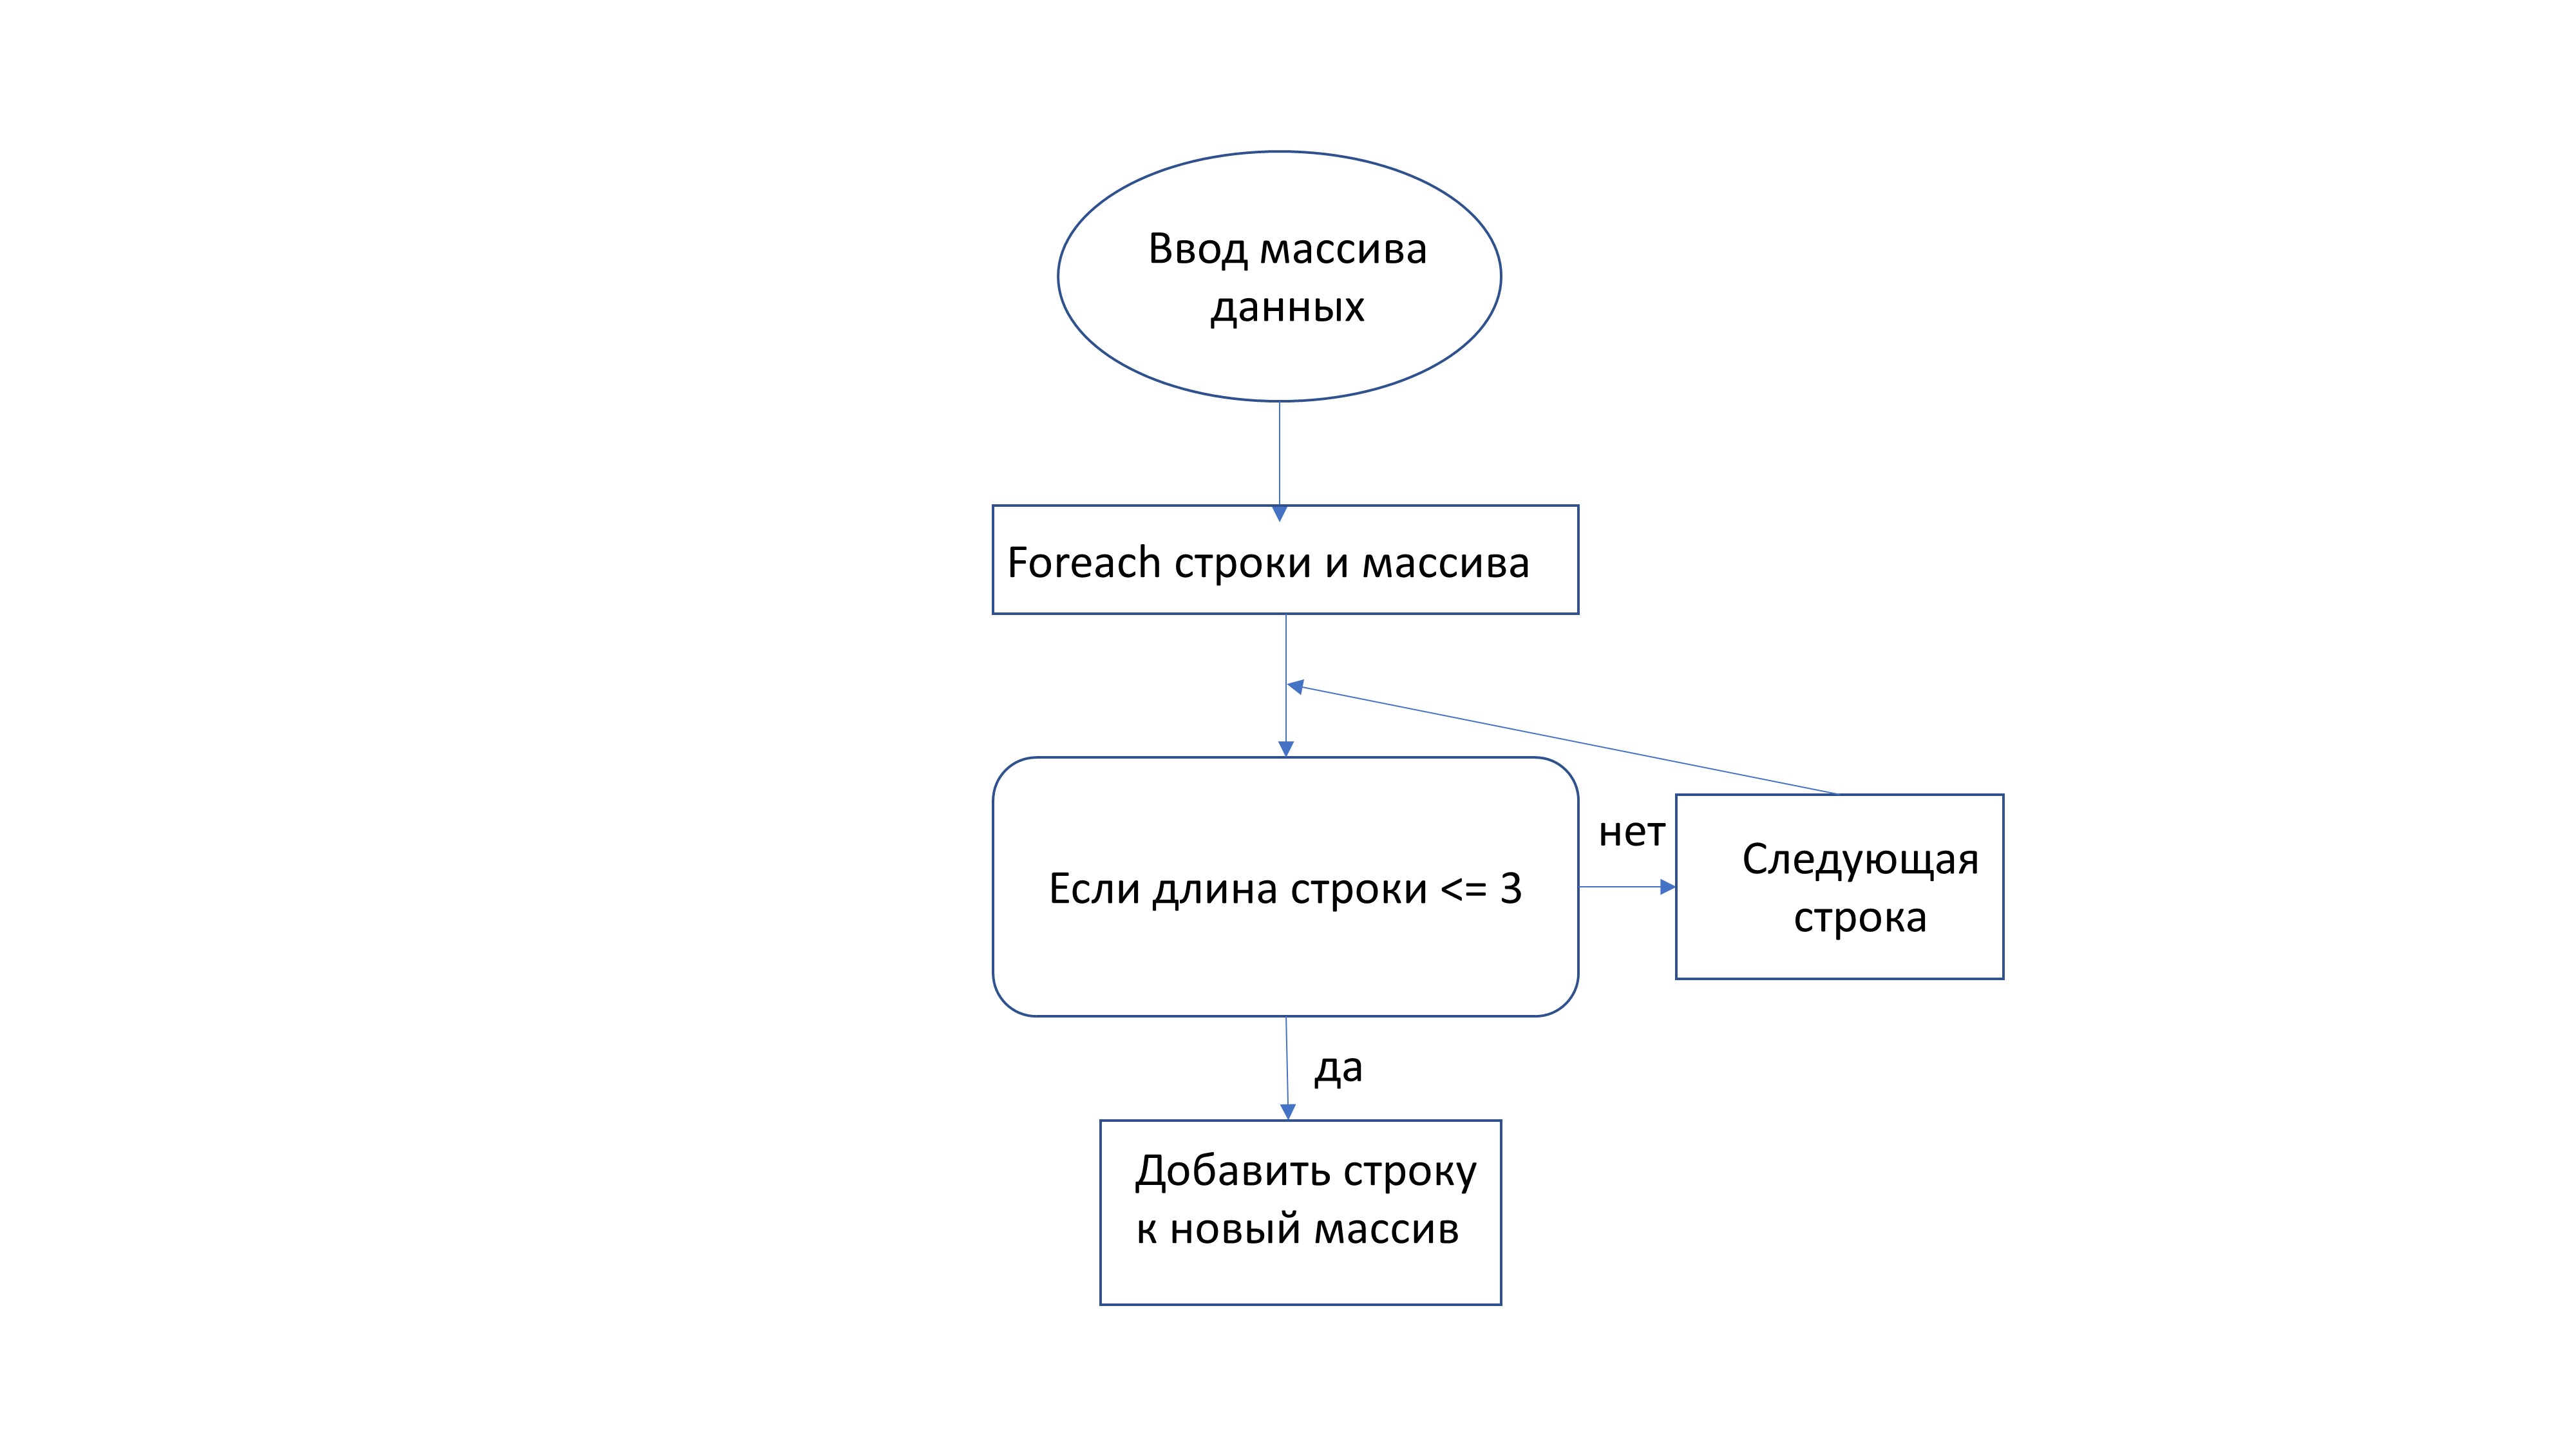 Ввод массива
данных
Foreach строки и массива
Если длина строки <= 3
нет
Следующая
строка
да
Добавить строку
к новый массив